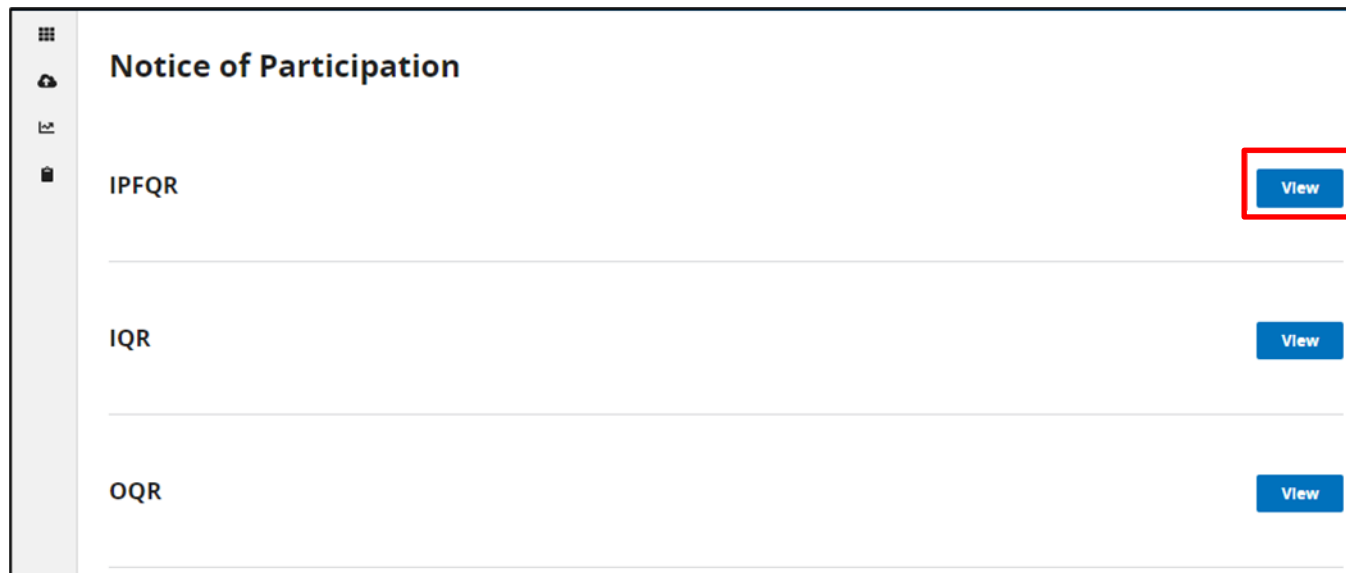 Notice of Participation
IPFQR
View
IQR
View
OQR
View